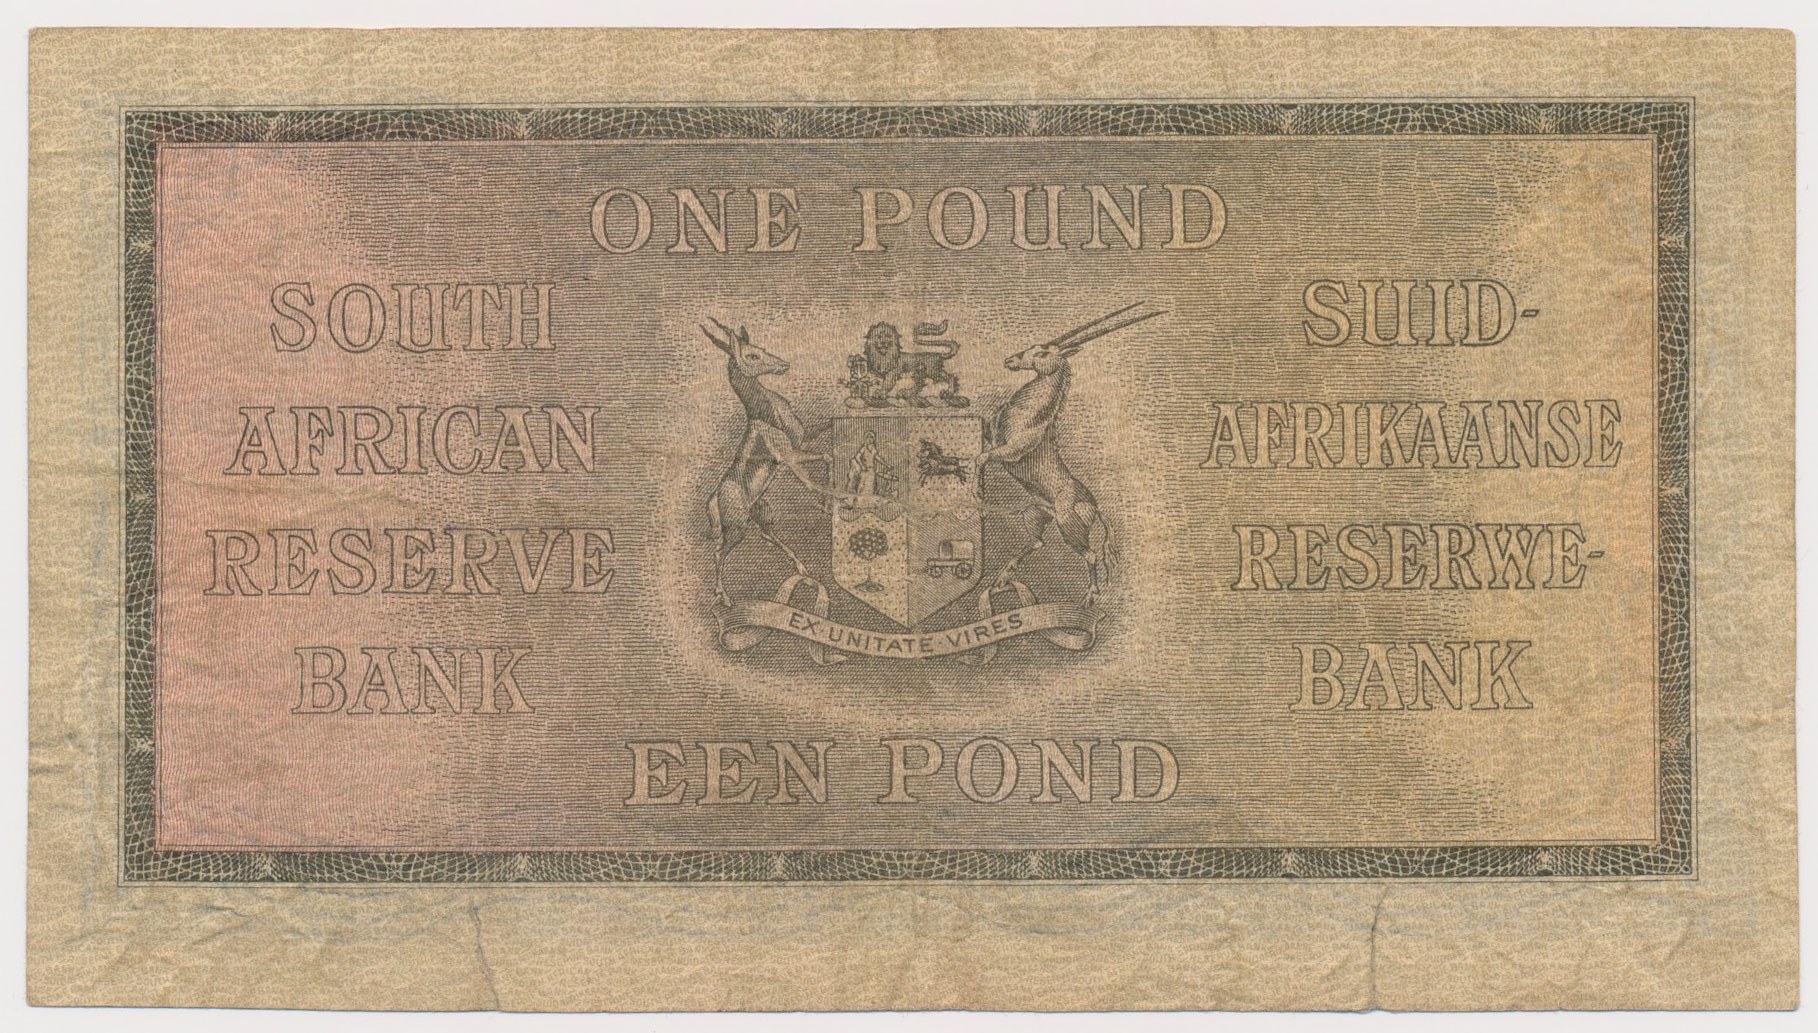 ONE POUND
SOUTH
AFRICAN
RESERVE
BANK
SUID-
AFRIKAANSE
RESERWE-
BANK
EX·UNITATE·VIRES
EEN POND